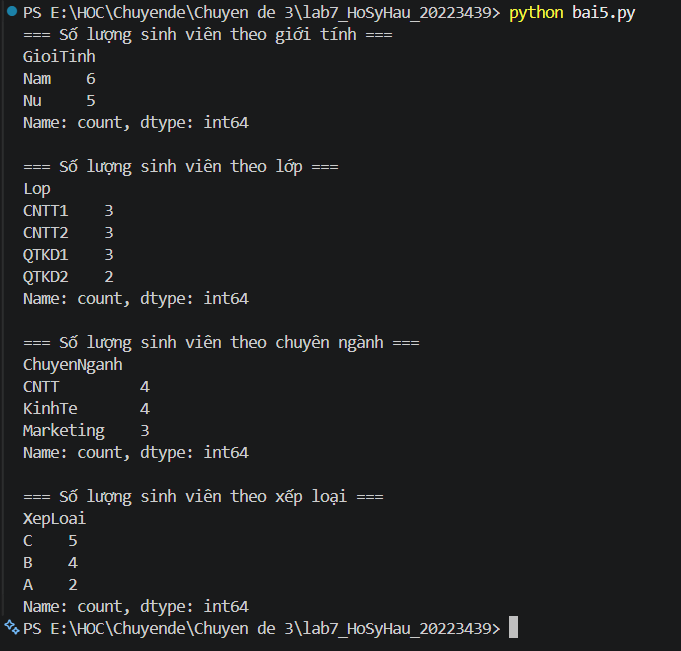 PS E:\HOC\Chuyende\Chuyen de 3\lab7_HoSyHau_20223439> python bai5.py
=== Số lượng sinh viên theo giới tính ===
GioiTinh
Nam    6
Nu     5
Name: count, dtype: int64

=== Số lượng sinh viên theo lớp ===
Lop
CNTT1    3
CNTT2    3
QTKD1    3
QTKD2    2
Name: count, dtype: int64

=== Số lượng sinh viên theo chuyên ngành ===
ChuyenNganh
CNTT         4
KinhTe       4
Marketing    3
Name: count, dtype: int64

=== Số lượng sinh viên theo xếp loại ===
XepLoai
C    5
B    4
A    2
Name: count, dtype: int64
PS E:\HOC\Chuyende\Chuyen de 3\lab7_HoSyHau_20223439>